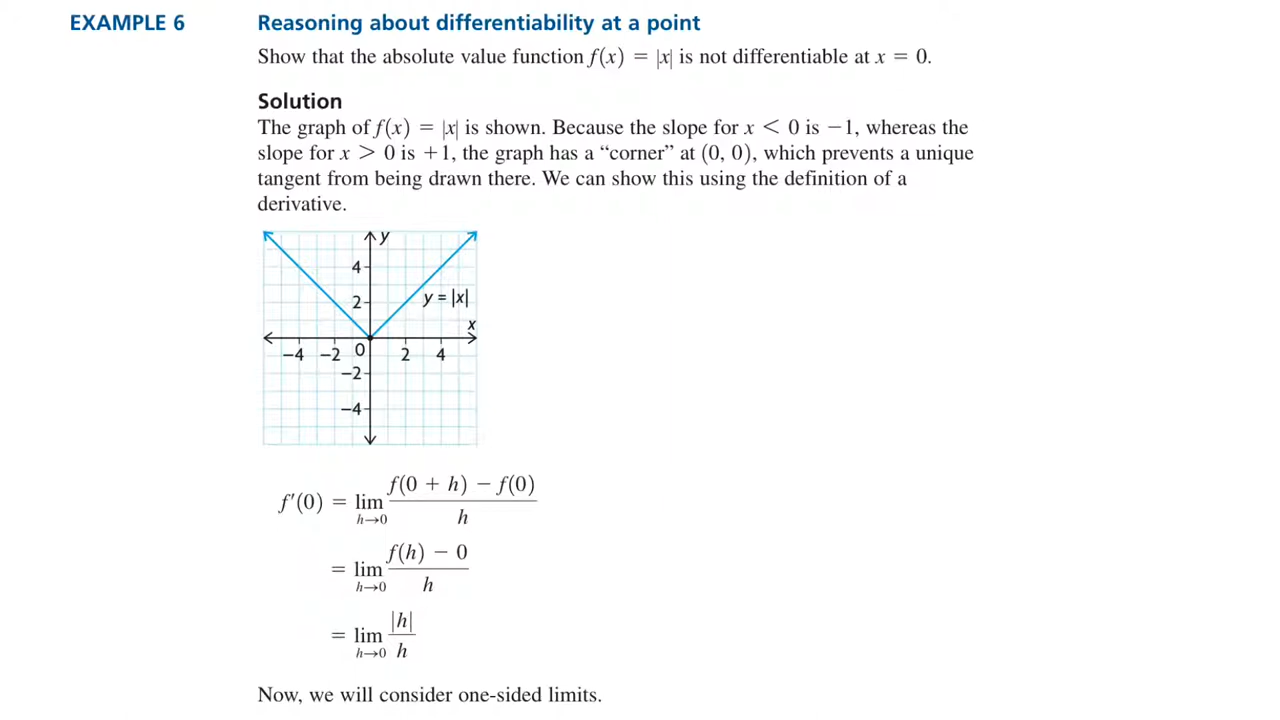 EXAMPLE 6 Reasoning about differentiability at a point
Show that the absolute value function f(x) = |x| is not differentiable at x = 0.
Solution
The graph of f(x) = |x| is shown. Because the slope for x < 0 is −1, whereas the
slope for x > 0 is +1, the graph has a “corner” at (0, 0), which prevents a unique
tangent from being drawn there. We can show this using the definition of a
derivative.
y
4
2
y = |x|
x
−4 −2 0 2 4
−2
−4
f′(0) = lim h→0 f(0 + h) − f(0) / h
= lim h→0 f(h) − 0 / h
= lim h→0 |h| / h
Now, we will consider one-sided limits.